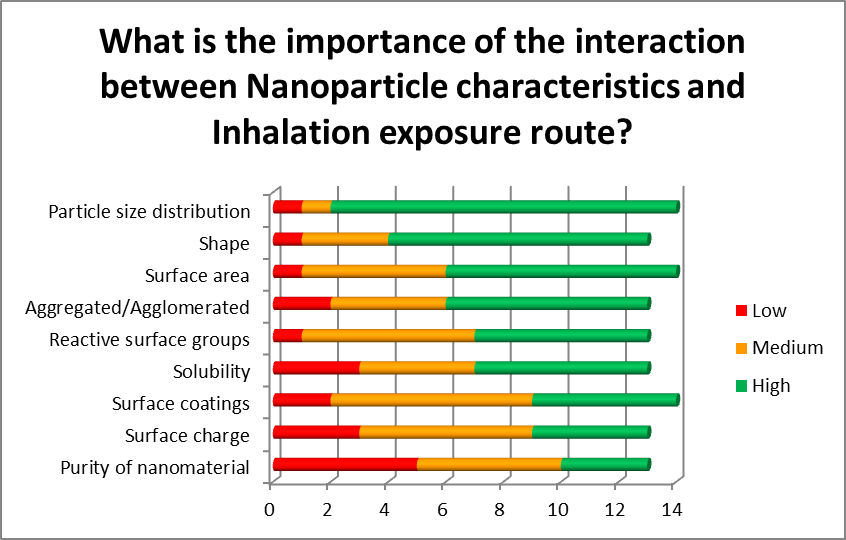 What is the importance of the interaction
between Nanoparticle characteristics and
Inhalation exposure route?
Particle size distribution
Shape
Surface area
Aggregated/Agglomerated
Reactive surface groups
Solubility
Surface coatings
Surface charge
Purity of nanomaterial
0 2 4 6 8 10 12 14
Low
Medium
High